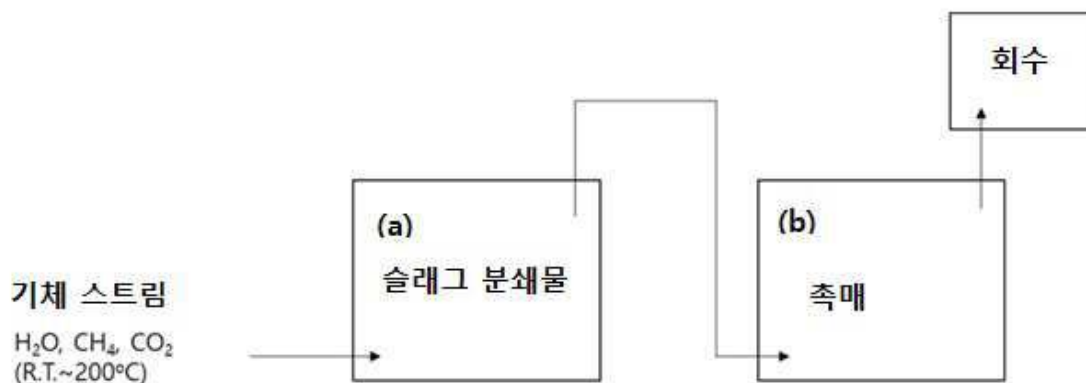 회수
(a)
슬래그 분쇄물
(b)
촉매
기체 스트림
H₂O, CH₄, CO₂
(R.T.~200℃)